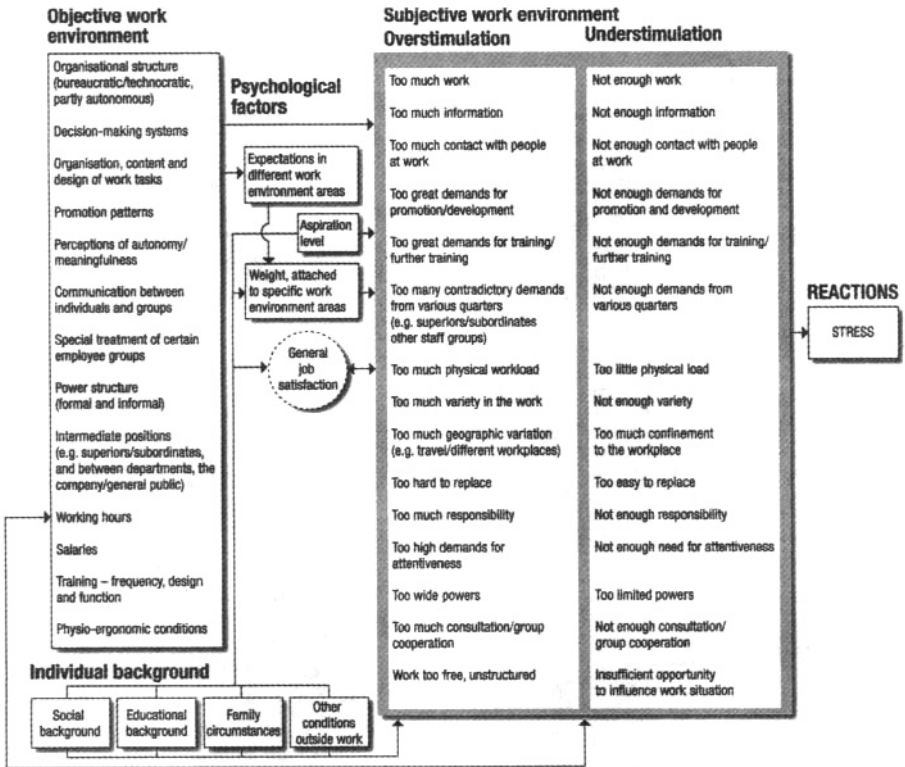 Objective work
environment
Organisational structure
(bureaucratic/technocratic,
partly autonomous)
Decision-making systems
Organisation, content and
design of work tasks
Promotion patterns
Perceptions of autonomy/
meaningfulness
Communication between
individuals and groups
Special treatment of certain
employee groups
Power structure
(formal and informal)
Intermediate positions
(e.g. superiors/subordinates,
and between departments, the
company/general public)
Working hours
Salaries
Training – frequency, design
and function
Physio-ergonomic conditions
Psychological
factors
Expectations in
different work
environment areas
Aspiration
level
Weight, attached
to specific work
environment areas
General
job
satisfaction
Subjective work environment
Overstimulation
Too much work
Too much information
Too much contact with people
at work
Too great demands for
promotion/development
Too great demands for training/
further training
Too many contradictory demands
from various quarters
(e.g. superiors/subordinates
other staff groups)
Too much physical workload
Too much variety in the work
Too much geographic variation
(e.g. travel/different workplaces)
Too hard to replace
Too much responsibility
Too high demands for
attentiveness
Too wide powers
Too much consultation/group
cooperation
Work too free, unstructured
Understimulation
Not enough work
Not enough information
Not enough contact with people
at work
Not enough demands for
promotion and development
Not enough demands for training/
further training
Not enough demands from
various quarters
Too little physical load
Not enough variety
Too much confinement
to the workplace
Too easy to replace
Not enough responsibility
Not enough need for attentiveness
Too limited powers
Not enough consultation/
group cooperation
Insufficient opportunity
to influence work situation
REACTIONS
STRESS
Individual background
Social
background
Educational
background
Family
circumstances
Other
conditions
outside work